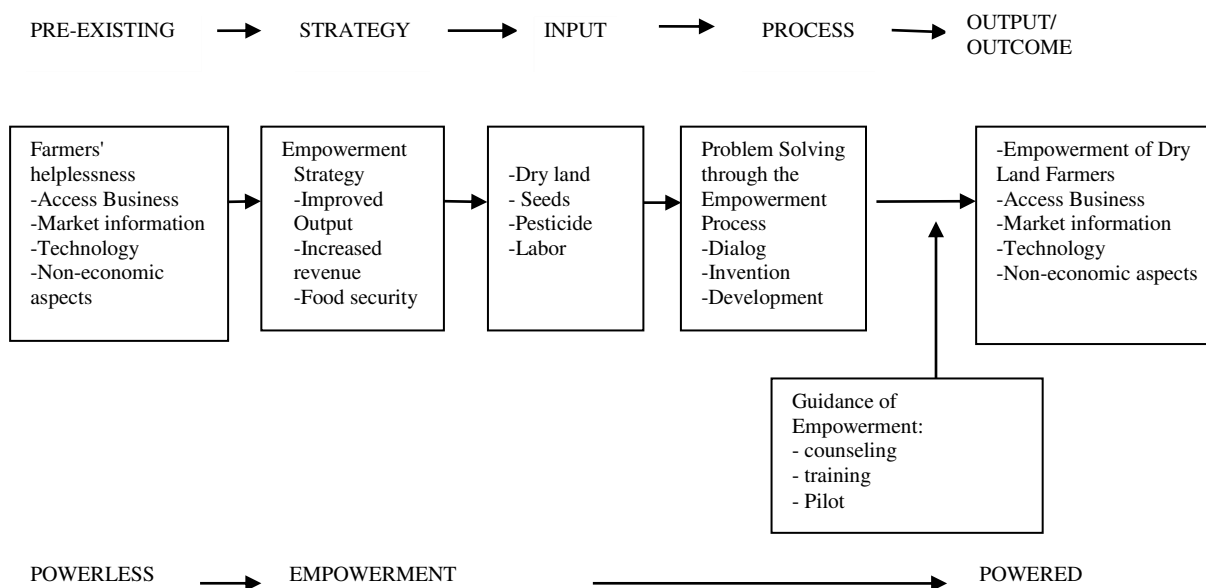 PRE-EXISTING STRATEGY INPUT PROCESS OUTPUT/
OUTCOME
Farmers'
helplessness
-Access Business
-Market information
-Technology
-Non-economic
aspects
Empowerment
Strategy
-Improved
Output
-Increased
revenue
-Food security
-Dry land
- Seeds
-Pesticide
-Labor
Problem Solving
through the
Empowerment
Process
-Dialog
-Invention
-Development
-Empowerment of Dry
Land Farmers
-Access Business
-Market information
-Technology
-Non-economic aspects
Guidance of
Empowerment:
- counseling
- training
- Pilot
POWERLESS EMPOWERMENT POWERED